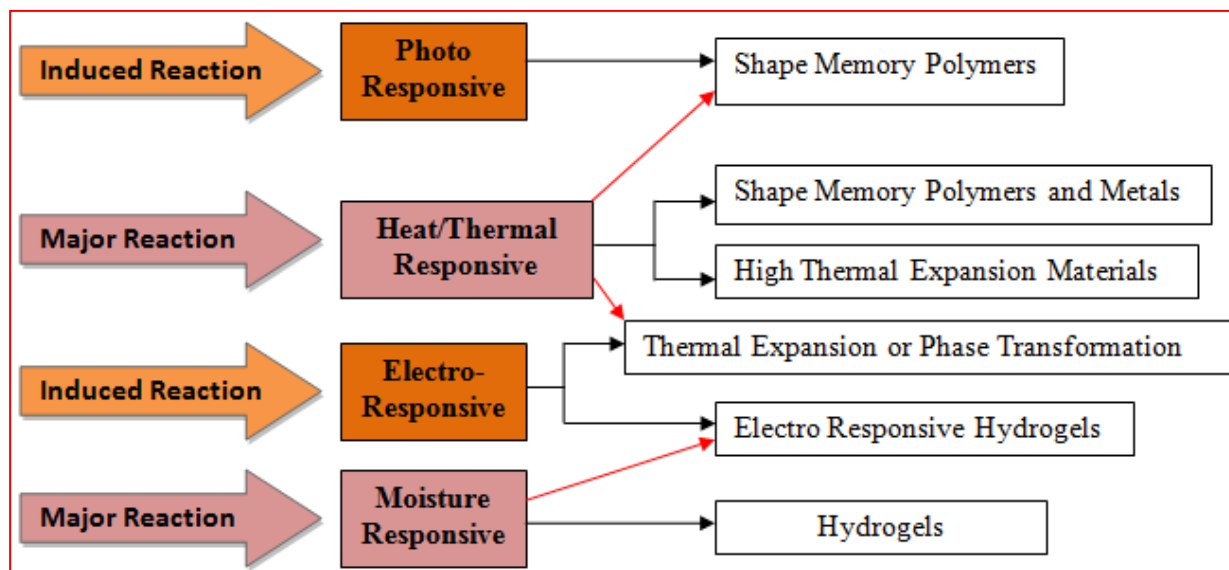 Induced Reaction
Photo
Responsive
Shape Memory Polymers
Major Reaction
Heat/Thermal
Responsive
Shape Memory Polymers and Metals
High Thermal Expansion Materials
Thermal Expansion or Phase Transformation
Induced Reaction
Electro-
Responsive
Electro Responsive Hydrogels
Major Reaction
Moisture
Responsive
Hydrogels